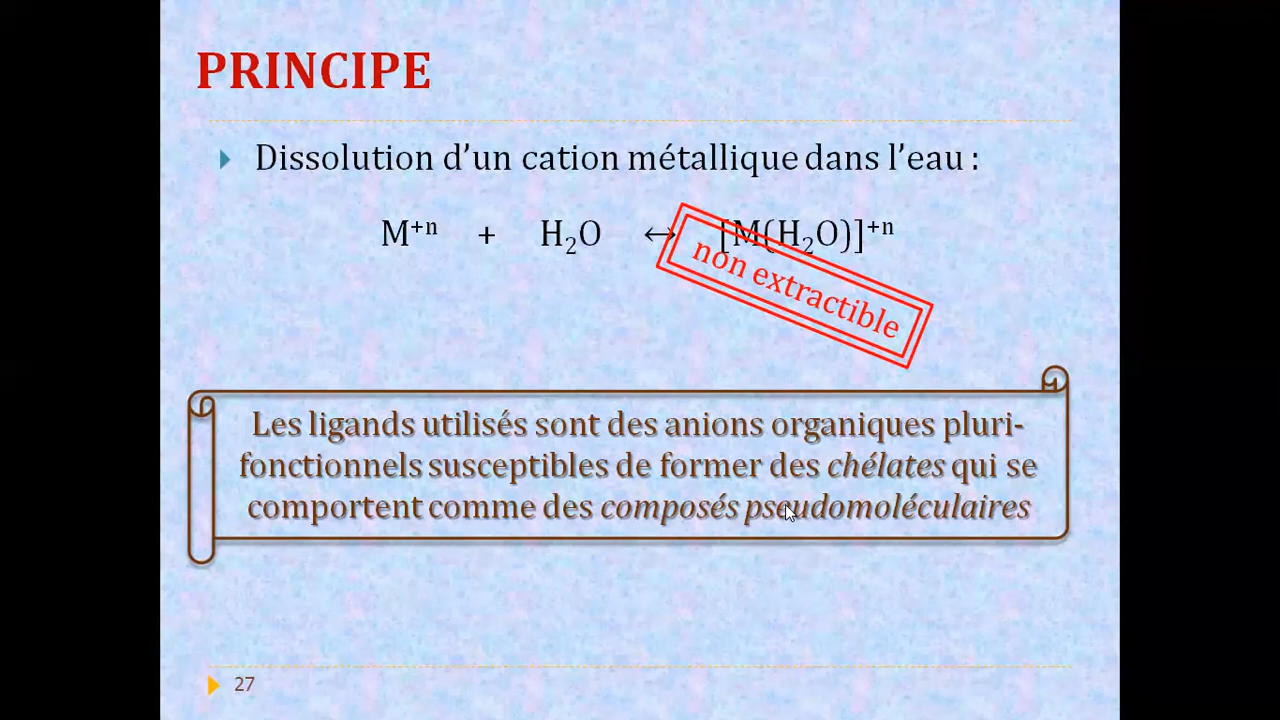 PRINCIPE
Dissolution d’un cation métallique dans l’eau :
M⁺ⁿ + H₂O ↔ [M(H₂O)]⁺ⁿ
non extractible
Les ligands utilisés sont des anions organiques pluri-
fonctionnels susceptibles de former des chélates qui se
comportent comme des composés pseudomoléculaires
27